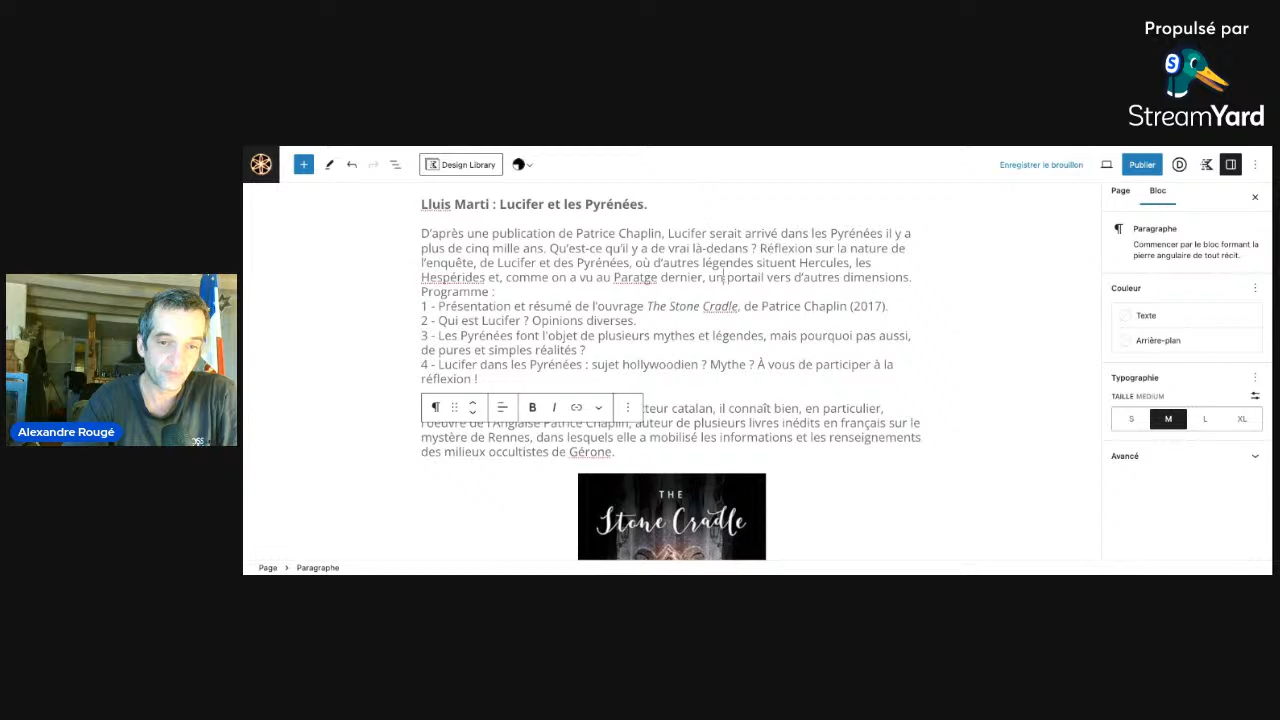 Propulsé par
StreamYard
Design Library
Enregistrer le brouillon
Publier
Page
Bloc
Lluis Marti : Lucifer et les Pyrénées.
D'après une publication de Patrice Chaplin, Lucifer serait arrivé dans les Pyrénées il y a
plus de cinq mille ans. Qu'est-ce qu'il y a de vrai là-dedans ? Réflexion sur la nature de
l'enquête, de Lucifer et des Pyrénées, où d'autres légendes situent Hercules, les
Hespérides et, comme on a vu au Paratge dernier, un portail vers d'autres dimensions.
Programme :
1 - Présentation et résumé de l'ouvrage The Stone Cradle, de Patrice Chaplin (2017).
2 - Qui est Lucifer ? Opinions diverses.
3 - Les Pyrénées font l'objet de plusieurs mythes et légendes, mais pourquoi pas aussi,
de pures et simples réalités ?
4 - Lucifer dans les Pyrénées : sujet hollywoodien ? Mythe ? À vous de participer à la
réflexion !
B I
cteur catalan, il connaît bien, en particulier,
l'oeuvre de l'Anglaise Patrice Chaplin, auteur de plusieurs livres inédits en français sur le
mystère de Rennes, dans lesquels elle a mobilisé les informations et les renseignements
des milieux occultistes de Gérone.
THE
Stone Cradle
Paragraphe
Commencer par le bloc formant la
pierre angulaire de tout récit.
Couleur
Texte
Arrière-plan
Typographie
TAILLE MEDIUM
S M L XL
Avancé
Alexandre Rougé
Page > Paragraphe